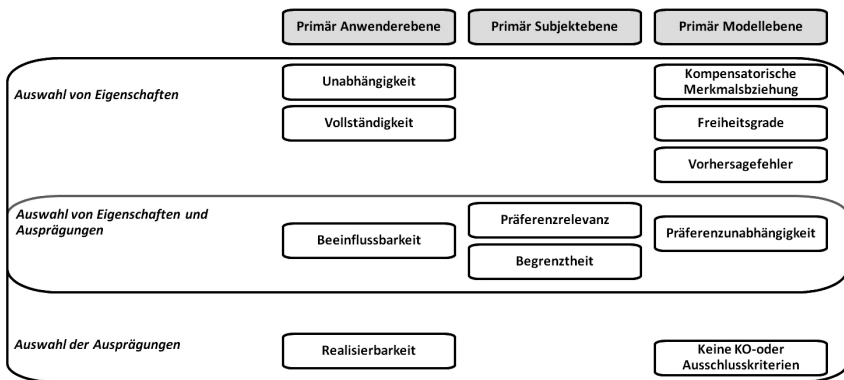 Primär Anwenderebene
Primär Subjektebene
Primär Modellebene
Auswahl von Eigenschaften
Unabhängigkeit
Vollständigkeit
Kompensatorische
Merkmalsbziehung
Freiheitsgrade
Vorhersagefehler
Auswahl von Eigenschaften und
Ausprägungen
Beeinflussbarkeit
Präferenzrelevanz
Begrenztheit
Präferenzunabhängigkeit
Auswahl der Ausprägungen
Realisierbarkeit
Keine KO-oder
Ausschlusskriterien